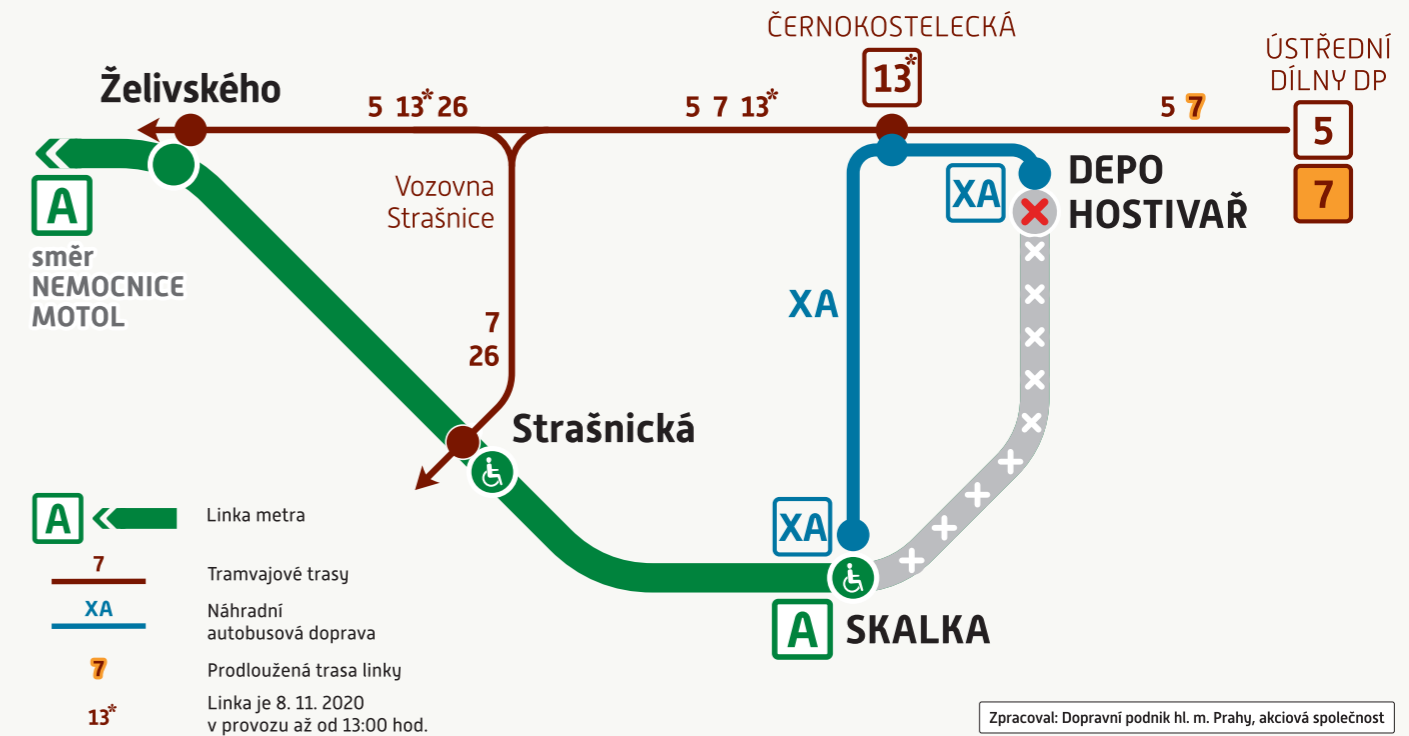 ČERNOKOSTELECKÁ
13*
ÚSTŘEDNÍ
DÍLNY DP
5
7
Želivského
5 13* 26
5 7 13*
5 7
A
směr
NEMOCNICE
MOTOL
Vozovna
Strašnice
7
26
XA
DEPO
HOSTIVAŘ
XA
Strašnická
XA
A
SKALKA
A
Linka metra
7
Tramvajové trasy
XA
Náhradní
autobusová doprava
7
Prodloužená trasa linky
13*
Linka je 8. 11. 2020
v provozu až od 13:00 hod.
Zpracoval: Dopravní podnik hl. m. Prahy, akciová společnost